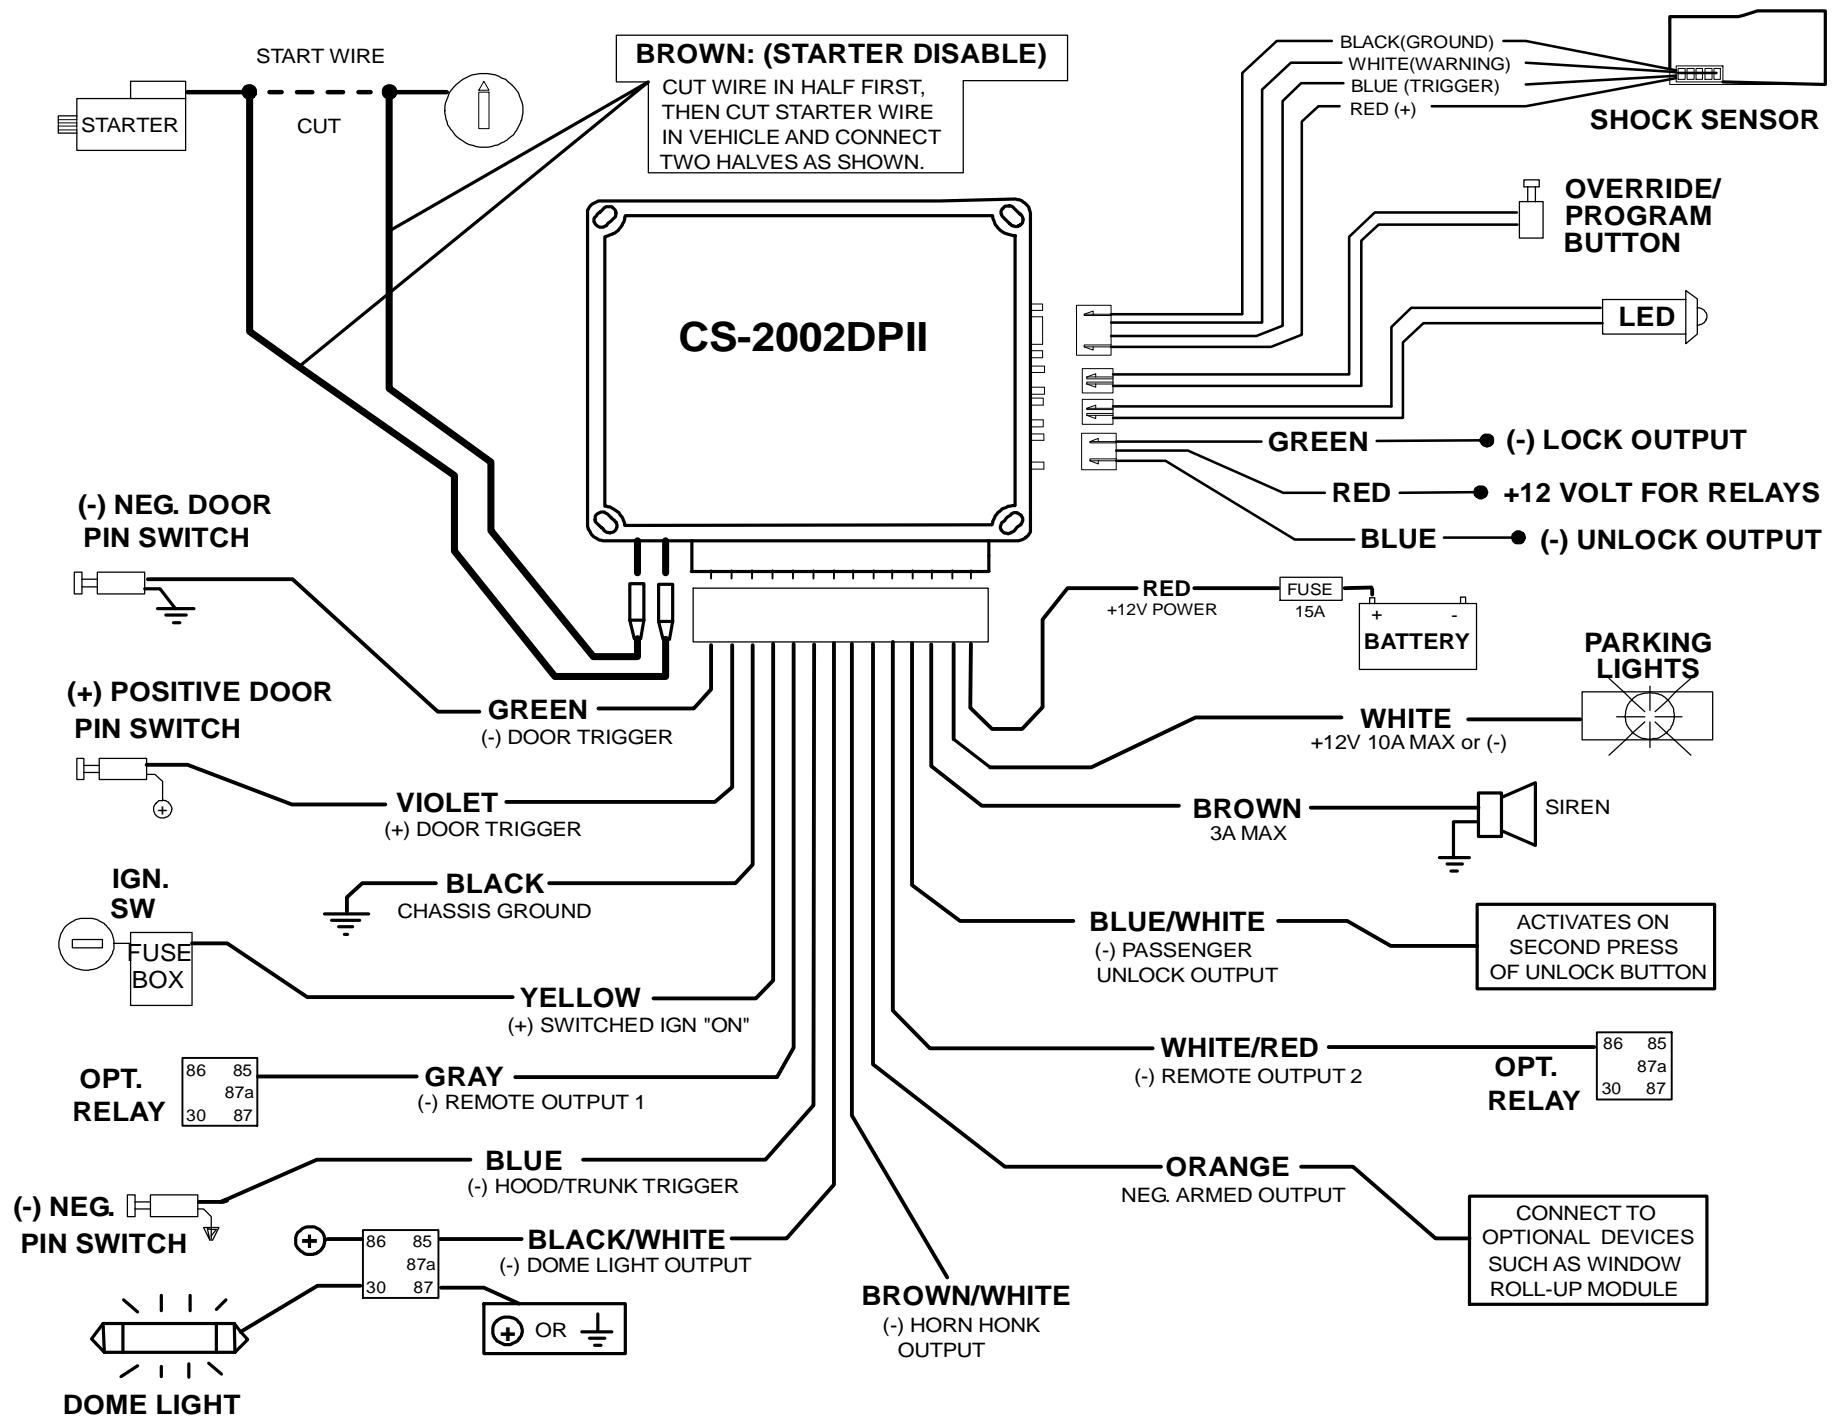 START WIRE
STARTER
CUT
BROWN: (STARTER DISABLE)
CUT WIRE IN HALF FIRST,
THEN CUT STARTER WIRE
IN VEHICLE AND CONNECT
TWO HALVES AS SHOWN.
BLACK(GROUND)
WHITE(WARNING)
BLUE (TRIGGER)
RED (+)
SHOCK SENSOR
OVERRIDE/
PROGRAM
BUTTON
LED
CS-2002DPII
GREEN
(-) LOCK OUTPUT
RED
+12 VOLT FOR RELAYS
BLUE
(-) UNLOCK OUTPUT
(-) NEG. DOOR
PIN SWITCH
GREEN
(-) DOOR TRIGGER
(+) POSITIVE DOOR
PIN SWITCH
+
VIOLET
(+) DOOR TRIGGER
BLACK
CHASSIS GROUND
IGN.
SW
FUSE
BOX
YELLOW
(+) SWITCHED IGN "ON"
OPT.
RELAY
86 85
87a
30 87
GRAY
(-) REMOTE OUTPUT 1
(-) NEG.
PIN SWITCH
BLUE
(-) HOOD/TRUNK TRIGGER
+
86 85
87a
30 87
BLACK/WHITE
(-) DOME LIGHT OUTPUT
+ OR
DOME LIGHT
BROWN/WHITE
(-) HORN HONK
OUTPUT
RED
+12V POWER
FUSE
15A
+ -
BATTERY
PARKING
LIGHTS
WHITE
+12V 10A MAX or (-)
BROWN
3A MAX
SIREN
BLUE/WHITE
(-) PASSENGER
UNLOCK OUTPUT
ACTIVATES ON
SECOND PRESS
OF UNLOCK BUTTON
WHITE/RED
(-) REMOTE OUTPUT 2
OPT.
RELAY
86 85
87a
30 87
ORANGE
NEG. ARMED OUTPUT
CONNECT TO
OPTIONAL DEVICES
SUCH AS WINDOW
ROLL-UP MODULE